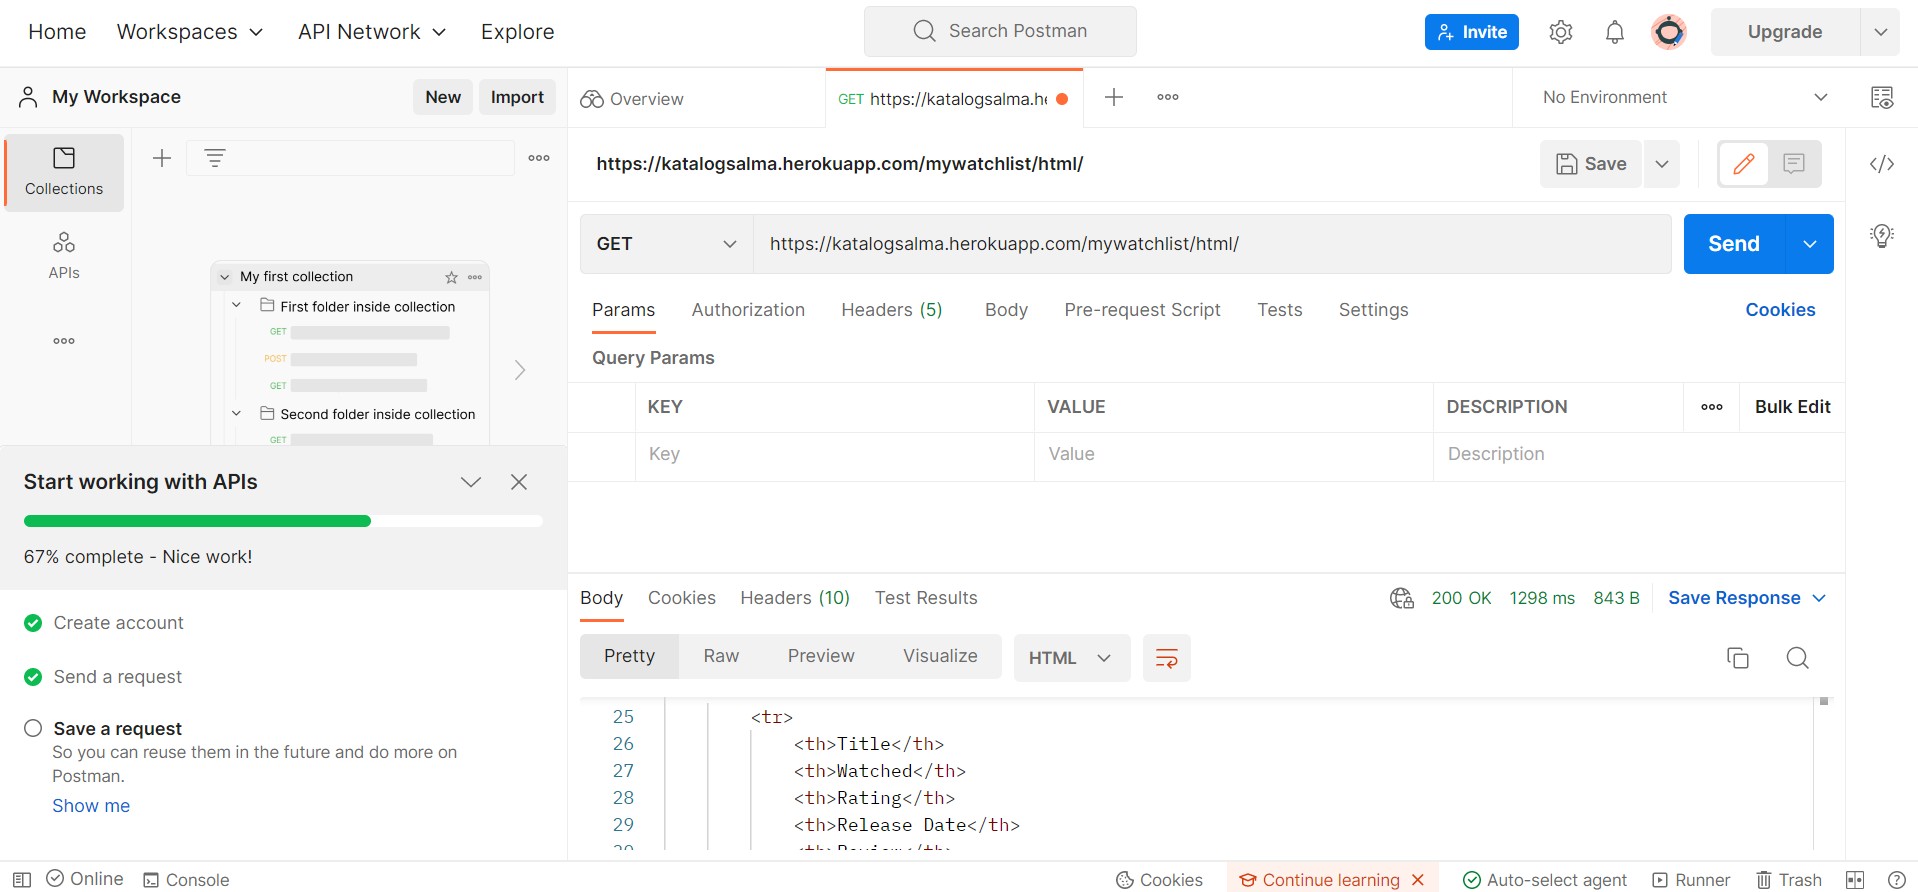 Home Workspaces API Network Explore Search Postman Invite Upgrade
My Workspace New Import
Overview GET https://katalogsalma.he No Environment
Collections
APIs
My first collection
First folder inside collection
GET
POST
GET
Second folder inside collection
GET
Start working with APIs
67% complete - Nice work!
Create account
Send a request
Save a request
So you can reuse them in the future and do more on
Postman.
Show me
https://katalogsalma.herokuapp.com/mywatchlist/html/ Save
GET https://katalogsalma.herokuapp.com/mywatchlist/html/ Send
Params Authorization Headers (5) Body Pre-request Script Tests Settings Cookies
Query Params
KEY VALUE DESCRIPTION Bulk Edit
Key Value Description
Body Cookies Headers (10) Test Results 200 OK 1298 ms 843 B Save Response
Pretty Raw Preview Visualize HTML
25 <tr>
26 <th>Title</th>
27 <th>Watched</th>
28 <th>Rating</th>
29 <th>Release Date</th>
30 <th>Review</th>
Online Console Cookies Continue learning Auto-select agent Runner Trash